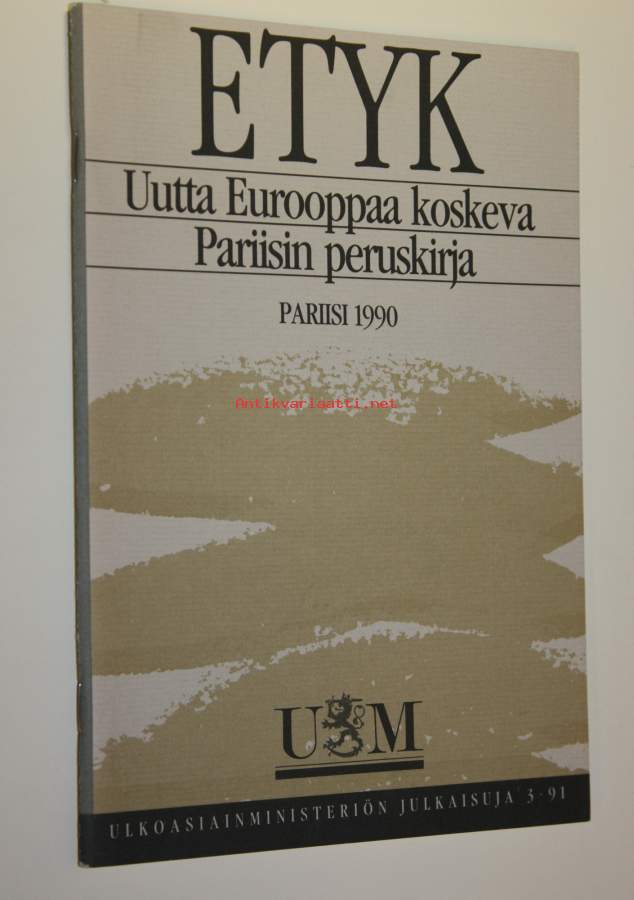 ETYK
Uutta Eurooppaa koskeva
Pariisin peruskirja
PARIISI 1990
Antikvariaatti.net
UM
ULKOASIAINMINISTERIÖN JULKAISUJA 3·91